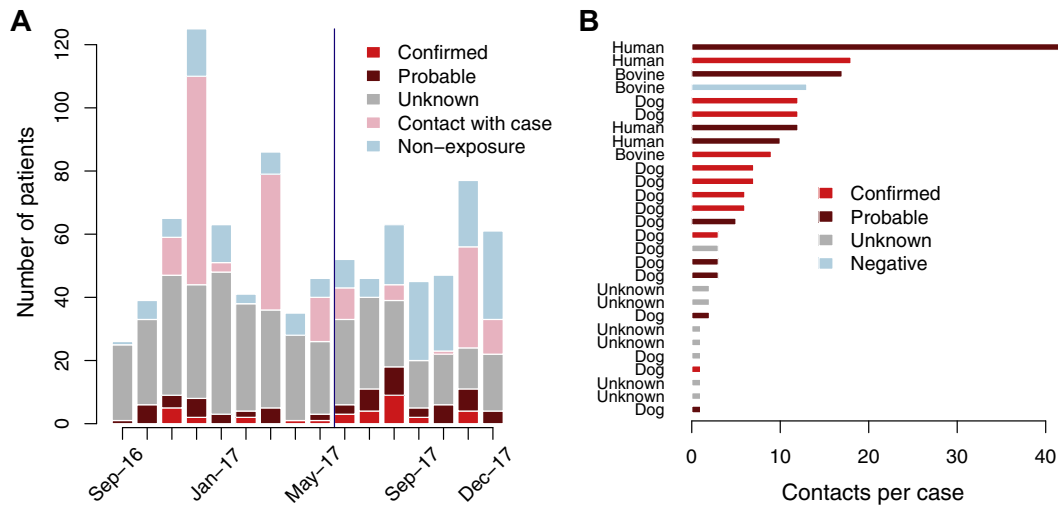 A
Number of patients
120
100
80
60
40
20
0
Confirmed
Probable
Unknown
Contact with case
Non−exposure
Sep−16
Jan−17
May−17
Sep−17
Dec−17
B
Human
Human
Bovine
Bovine
Dog
Dog
Human
Human
Bovine
Dog
Dog
Dog
Dog
Dog
Dog
Dog
Dog
Dog
Unknown
Unknown
Dog
Unknown
Unknown
Dog
Dog
Unknown
Unknown
Dog
Confirmed
Probable
Unknown
Negative
0 10 20 30 40
Contacts per case